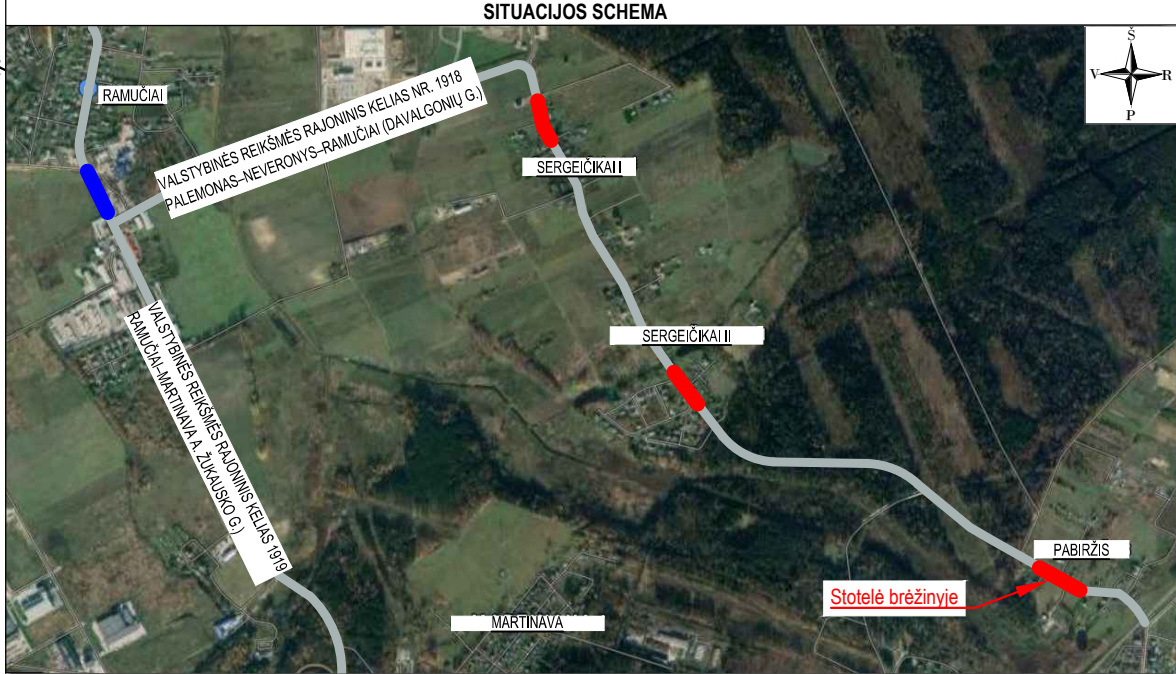 SITUACIJOS SCHEMA
Š
V
R
P
RAMUČIAI
VALSTYBINĖS REIKŠMĖS RAJONINIS KELIAS NR. 1918
PALEMONAS–NEVERONYS–RAMUČIAI (DAVALGONIŲ G.)
SERGEIČIKAI I
SERGEIČIKAI II
VALSTYBINĖS REIKŠMĖS RAJONINIS KELIAS 1919
RAMUČIAI–MARTINAVA A. ŽUKAUSKO G.)
PABIRŽIS
Stotelė brėžinyje
MARTINAVA